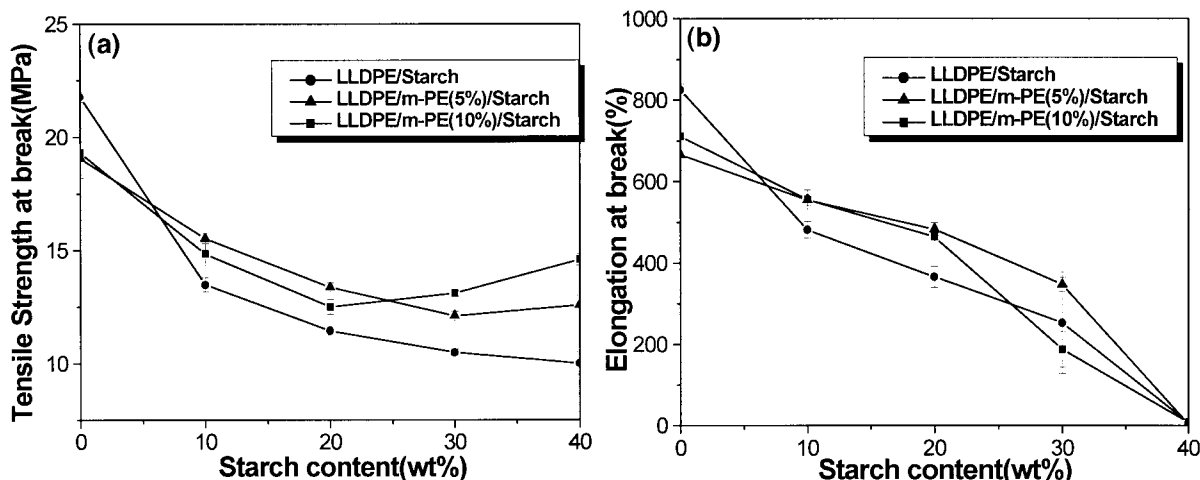 (a)
LLDPE/Starch
LLDPE/m-PE(5%)/Starch
LLDPE/m-PE(10%)/Starch
25
20
15
10
Tensile Strength at break(MPa)
0 10 20 30 40
Starch content(wt%)
(b)
LLDPE/Starch
LLDPE/m-PE(5%)/Starch
LLDPE/m-PE(10%)/Starch
1000
800
600
400
200
0
Elongation at break(%)
0 10 20 30 40
Starch content(wt%)